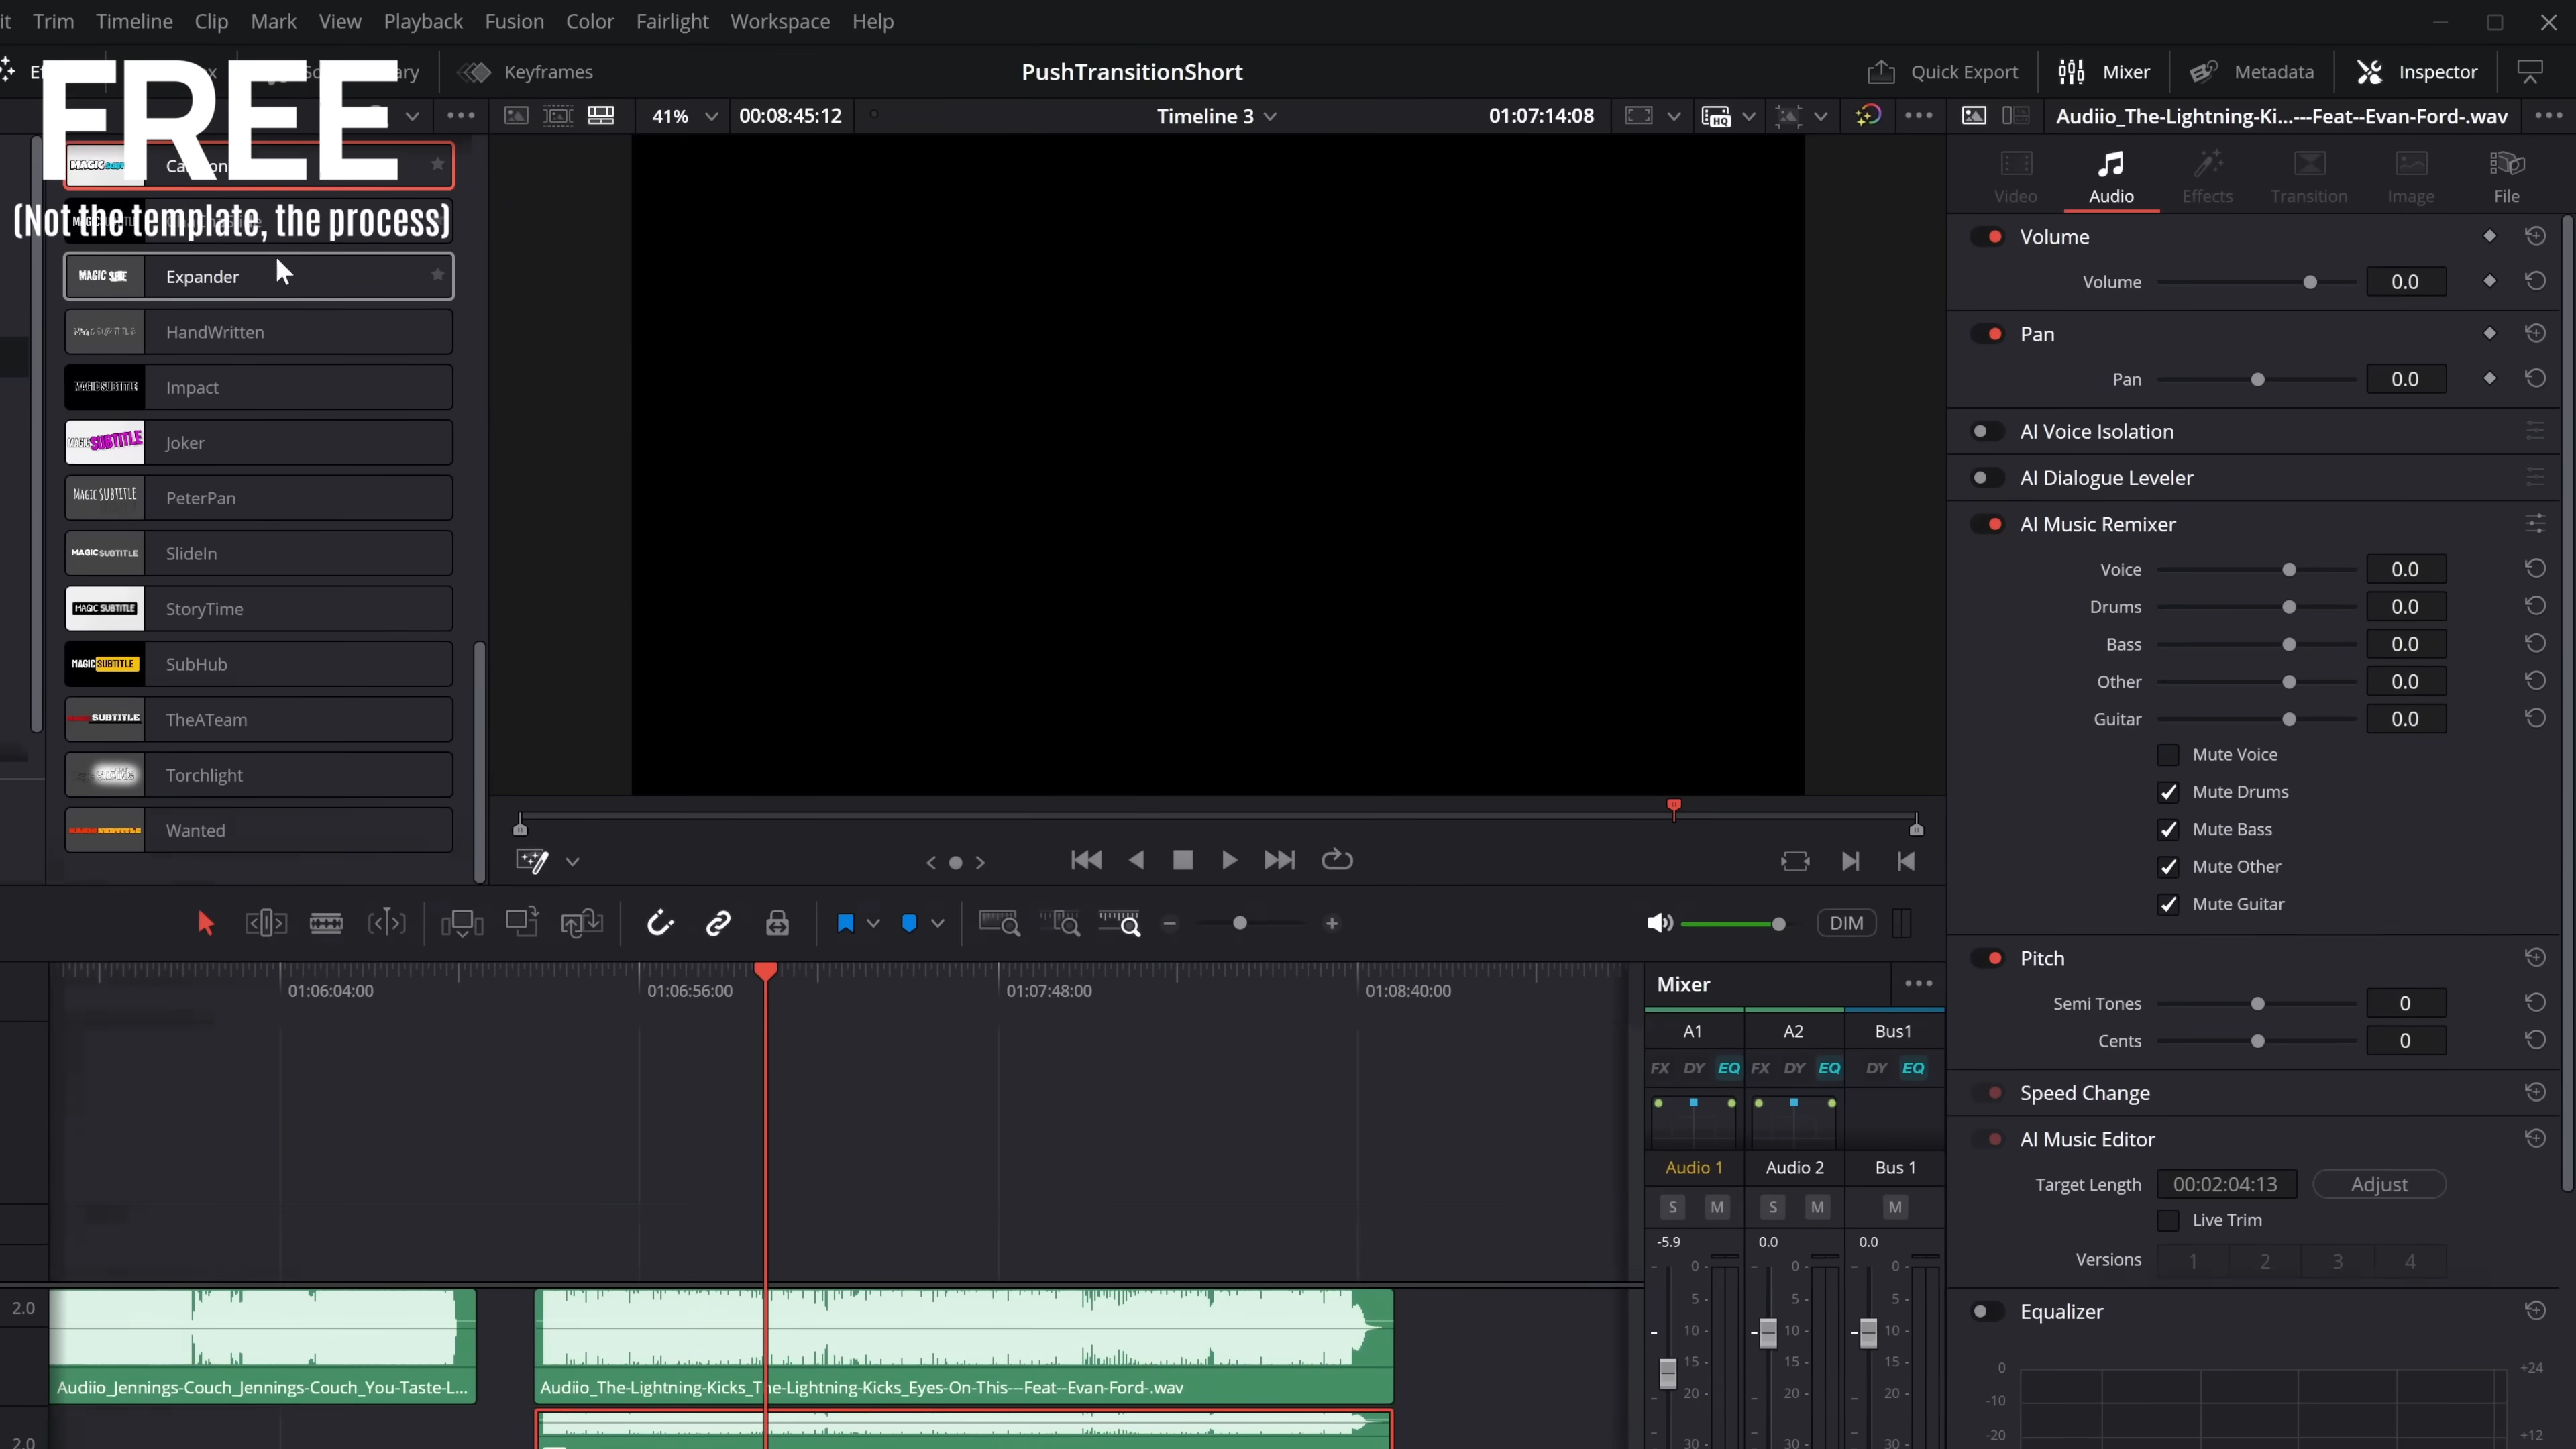 Trim Timeline Clip Mark View Playback Fusion Color Fairlight Workspace Help
FREE
(Not the template, the process)
Keyframes
PushTransitionShort
Quick Export Mixer Metadata Inspector
41% 00:08:45:12 Timeline 3 01:07:14:08
Audiio_The-Lightning-Ki...---Feat--Evan-Ford-.wav
Video Audio Effects Transition Image File
Expander
HandWritten
Impact
Joker
PeterPan
SlideIn
StoryTime
SubHub
TheATeam
Torchlight
Wanted
Volume
Volume 0.0
Pan
Pan 0.0
AI Voice Isolation
AI Dialogue Leveler
AI Music Remixer
Voice 0.0
Drums 0.0
Bass 0.0
Other 0.0
Guitar 0.0
Mute Voice
Mute Drums
Mute Bass
Mute Other
Mute Guitar
Pitch
Semi Tones 0
Cents 0
Speed Change
AI Music Editor
Target Length 00:02:04:13 Adjust
Live Trim
Versions 1 2 3 4
Equalizer
0 +24
-10
-20 +12
DIM
01:06:04:00 01:06:56:00 01:07:48:00 01:08:40:00
Mixer
A1 A2 Bus1
FX DY EQ FX DY EQ DY EQ
Audio 1 Audio 2 Bus 1
S M S M M
-5.9 0.0 0.0
0 0 0
5 5 5
10 10 10
15 15 15
20 20 20
30 30 30
2.0
Audiio_Jennings-Couch_Jennings-Couch_You-Taste-L...
Audiio_The-Lightning-Kicks_The-Lightning-Kicks_Eyes-On-This---Feat--Evan-Ford-.wav
2.0